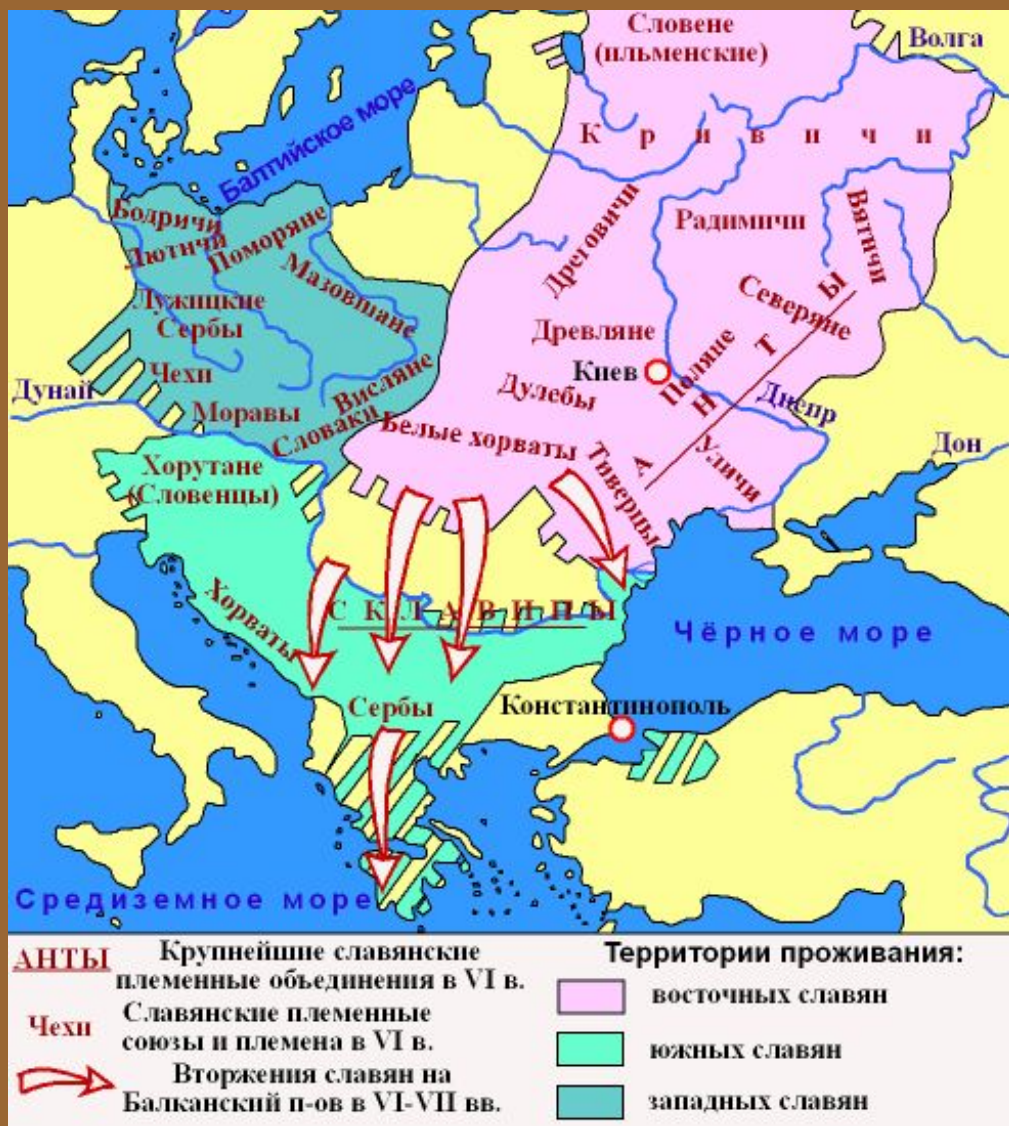 Словене
(ильменские)
Волга
Балтийское море
Кривичи
Бодричи
Лютичи
Поморяне
Мазовшане
Дреговичи
Радимичи
Вятичи
Лужицкие
Сербы
Северяне
Древляне
Чехи
Киев
Поляне
АНТЫ
Дунай
Висляне
Дулебы
Днепр
Моравы
Словаки
Белые хорваты
Уличи
Дон
Хорутане
(Словенцы)
Тиверцы
Хорваты
СКЛАВИНЫ
Чёрное море
Сербы
Константинополь
Средиземное море
АНТЫ
Крупнейшие славянские
племенные объединения в VI в.
Чехи
Славянские племенные
союзы и племена в VI в.
Вторжения славян на
Балканский п-ов в VI-VII вв.
Территории проживания:
восточных славян
южных славян
западных славян